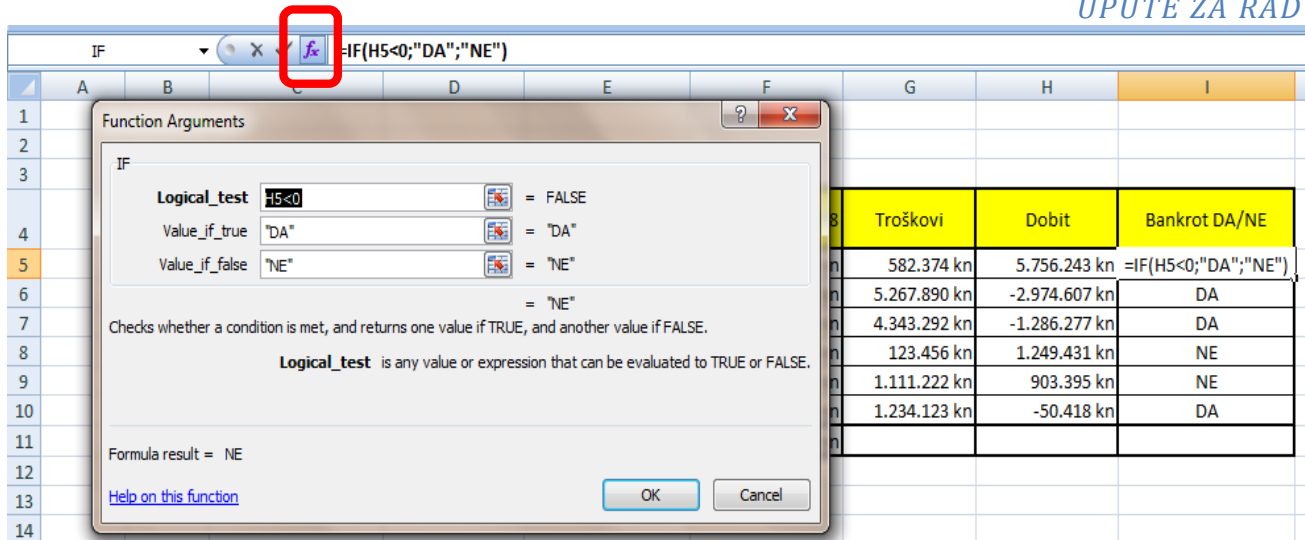 UPUTE ZA RAD
IF fx =IF(H5<0;"DA";"NE")
A B C D E F G H I
1 Function Arguments
2
IF
3
Logical_test H5<0 = FALSE
4 Value_if_true "DA" = "DA" 8 Troškovi Dobit Bankrot DA/NE
5 Value_if_false "NE" = "NE" n 582.374 kn 5.756.243 kn =IF(H5<0;"DA";"NE")
6 = "NE" n 5.267.890 kn -2.974.607 kn DA
7 Checks whether a condition is met, and returns one value if TRUE, and another value if FALSE. n 4.343.292 kn -1.286.277 kn DA
8 Logical_test is any value or expression that can be evaluated to TRUE or FALSE. n 123.456 kn 1.249.431 kn NE
9 n 1.111.222 kn 903.395 kn NE
10 n 1.234.123 kn -50.418 kn DA
11 n
Formula result = NE
12
13 Help on this function OK Cancel
14